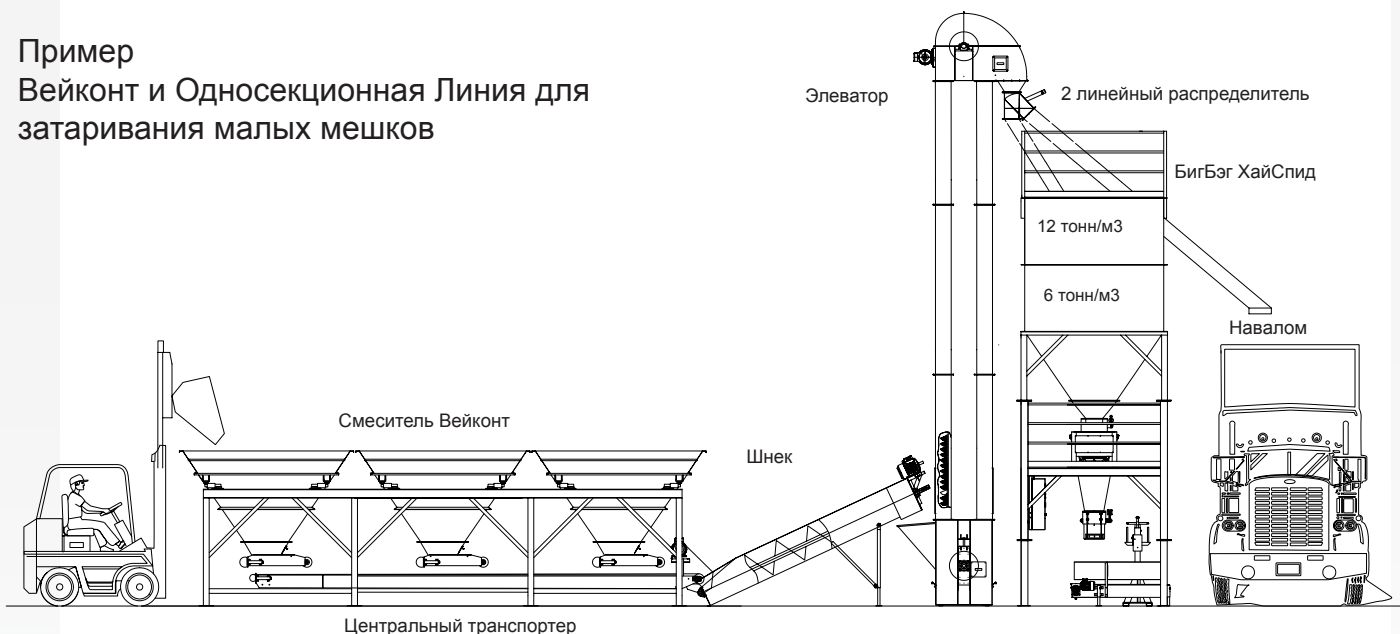 Пример
Вейконт и Односекционная Линия для
затаривания малых мешков
Элеватор
2 линейный распределитель
БигБэг ХайСпид
12 тонн/м3
6 тонн/м3
Навалом
Смеситель Вейконт
Шнек
Центральный транспортер